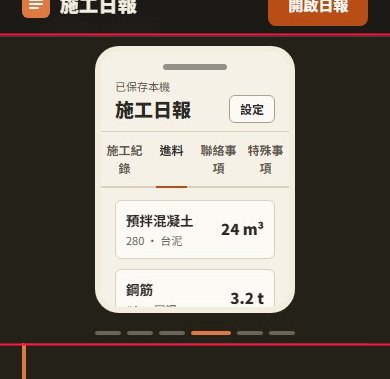 施工日報
開啟日報
已保存本機
施工日報
設定
施工紀錄
進料
聯絡事項
特殊事項
預拌混凝土
24 m³
280 · 台泥
鋼筋
3.2 t